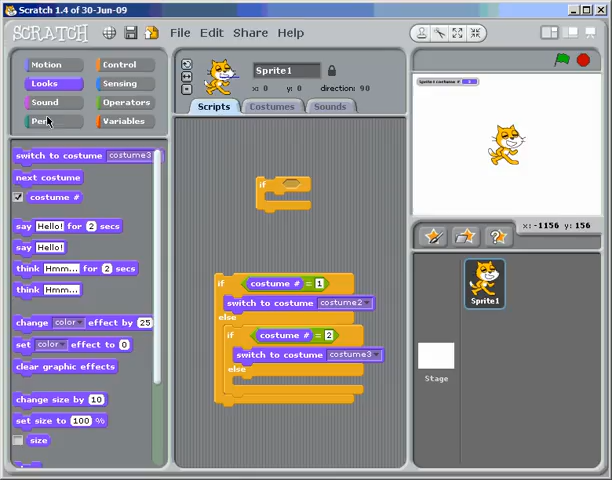 Scratch 1.4 of 30-Jun-09
SCRATCH File Edit Share Help
Motion Control
Looks Sensing
Sound Operators
Pen Variables
Sprite1
x: 0 y: 0 direction: 90
Scripts Costumes Sounds
switch to costume costume3
next costume
costume #
say Hello! for 2 secs
say Hello!
think Hmm... for 2 secs
think Hmm...
change color effect by 25
set color effect to 0
clear graphic effects
change size by 10
set size to 100 %
size
if
if costume # = 1
switch to costume costume2
else
if costume # = 2
switch to costume costume3
else
Sprite1 costume #
x: -1156 y: 156
Sprite1
Stage